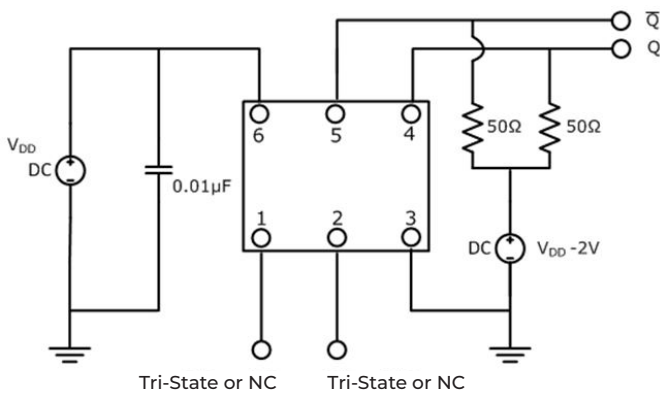 Q̅
Q
6 5 4
50Ω 50Ω
V_DD
DC
0.01µF
1 2 3
DC V_DD -2V
Tri-State or NC Tri-State or NC